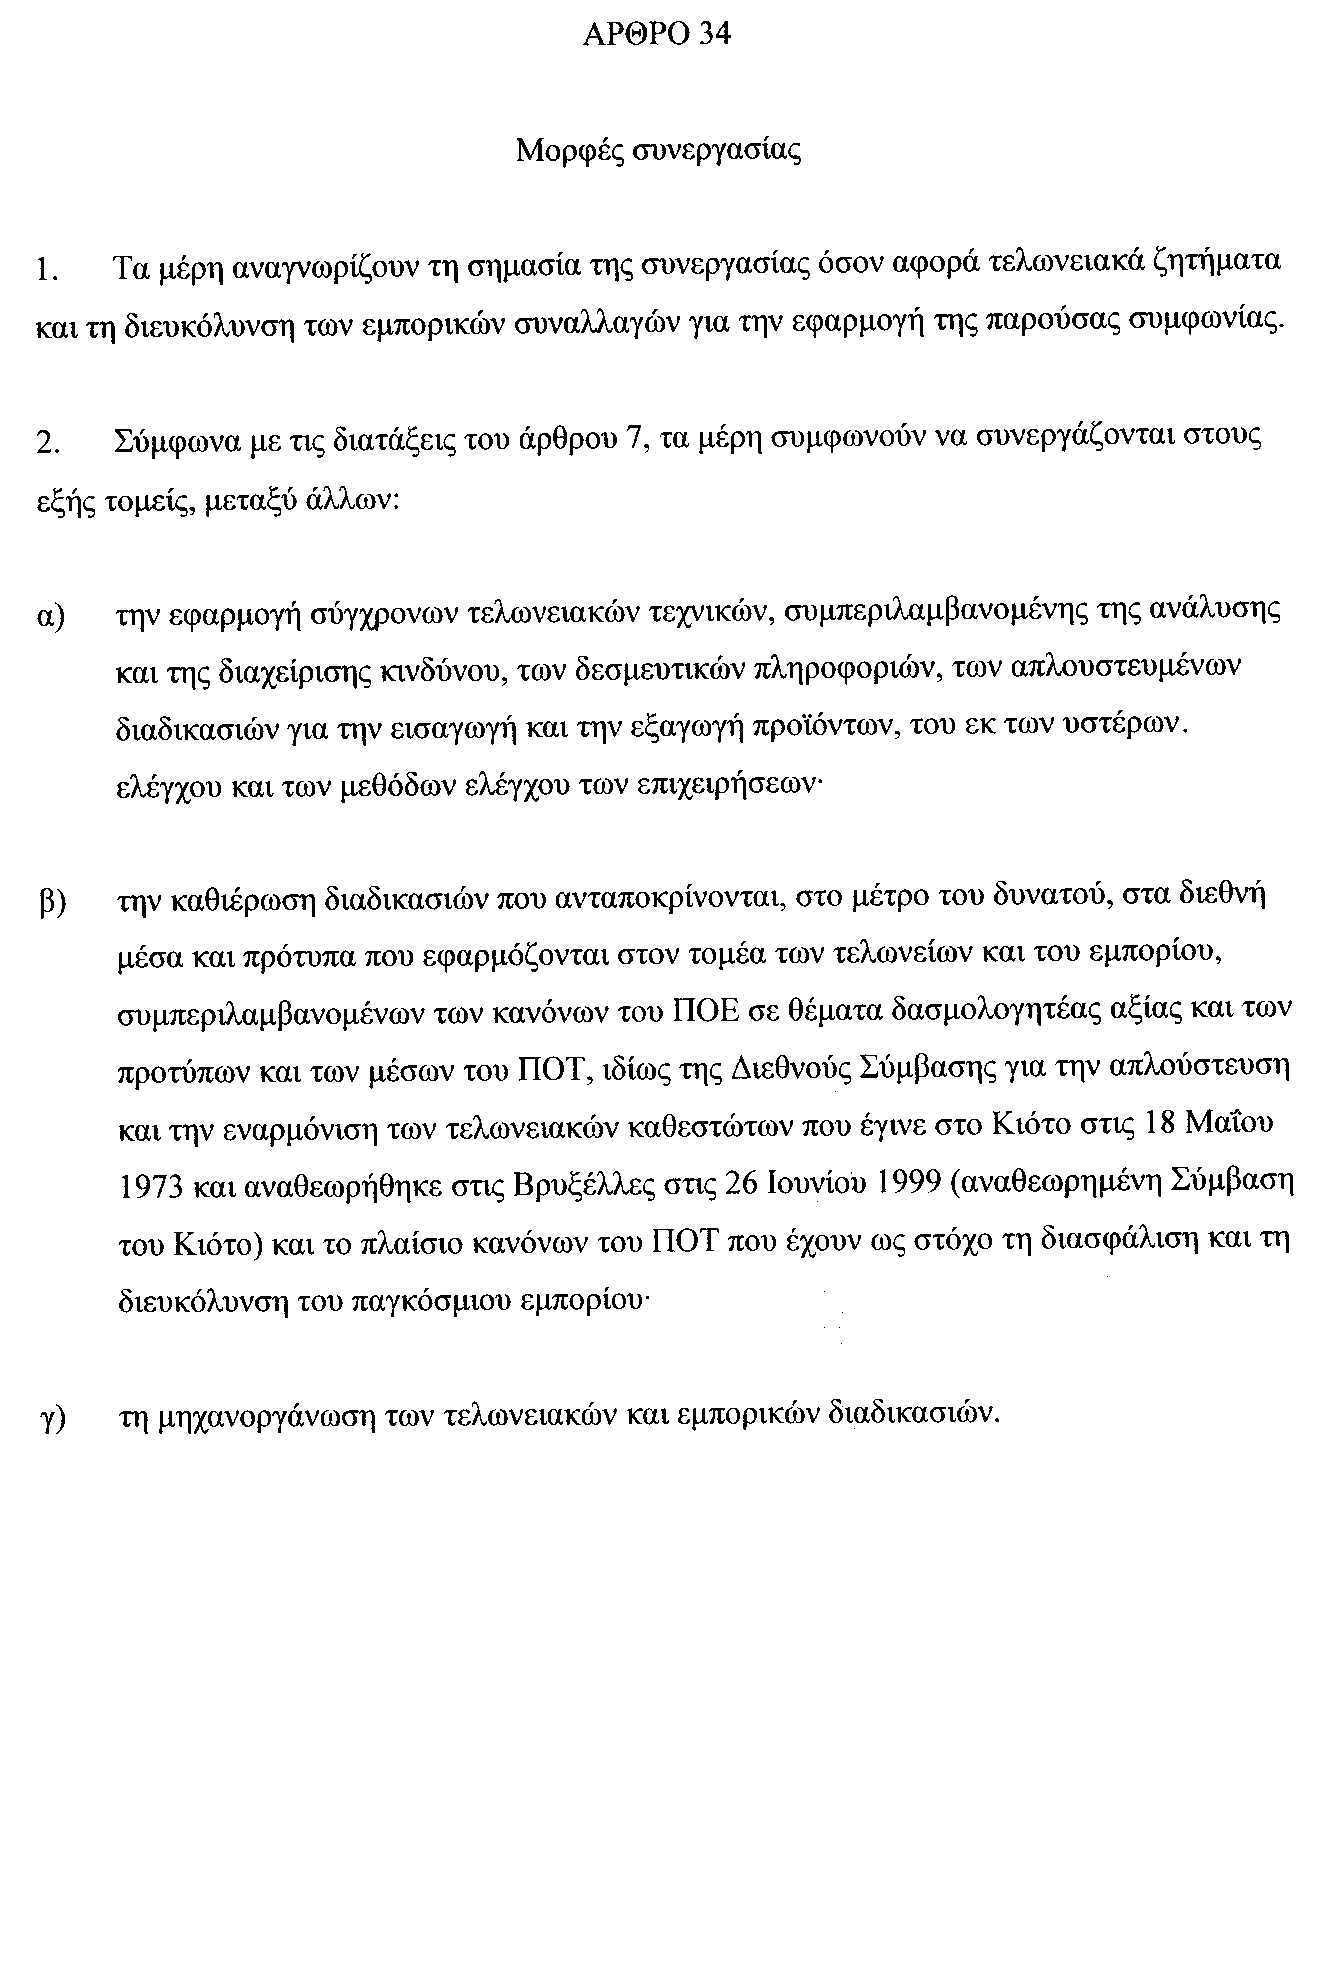 ΑΡΘΡΟ 34
Μορφές συνεργασίας
1. Τα μέρη αναγνωρίζουν τη σημασία της συνεργασίας όσον αφορά τελωνειακά ζητήματα
και τη διευκόλυνση των εμπορικών συναλλαγών για την εφαρμογή της παρούσας συμφωνίας.
2. Σύμφωνα με τις διατάξεις του άρθρου 7, τα μέρη συμφωνούν να συνεργάζονται στους
εξής τομείς, μεταξύ άλλων:
α) την εφαρμογή σύγχρονων τελωνειακών τεχνικών, συμπεριλαμβανομένης της ανάλυσης
και της διαχείρισης κινδύνου, των δεσμευτικών πληροφοριών, των απλουστευμένων
διαδικασιών για την εισαγωγή και την εξαγωγή προϊόντων, του εκ των υστέρων.
ελέγχου και των μεθόδων ελέγχου των επιχειρήσεων·
β) την καθιέρωση διαδικασιών που ανταποκρίνονται, στο μέτρο του δυνατού, στα διεθνή
μέσα και πρότυπα που εφαρμόζονται στον τομέα των τελωνείων και του εμπορίου,
συμπεριλαμβανομένων των κανόνων του ΠΟΕ σε θέματα δασμολογητέας αξίας και των
προτύπων και των μέσων του ΠΟΤ, ιδίως της Διεθνούς Σύμβασης για την απλούστευση
και την εναρμόνιση των τελωνειακών καθεστώτων που έγινε στο Κιότο στις 18 Μαΐου
1973 και αναθεωρήθηκε στις Βρυξέλλες στις 26 Ιουνίου 1999 (αναθεωρημένη Σύμβαση
του Κιότο) και το πλαίσιο κανόνων του ΠΟΤ που έχουν ως στόχο τη διασφάλιση και τη
διευκόλυνση του παγκόσμιου εμπορίου·
γ) τη μηχανοργάνωση των τελωνειακών και εμπορικών διαδικασιών.